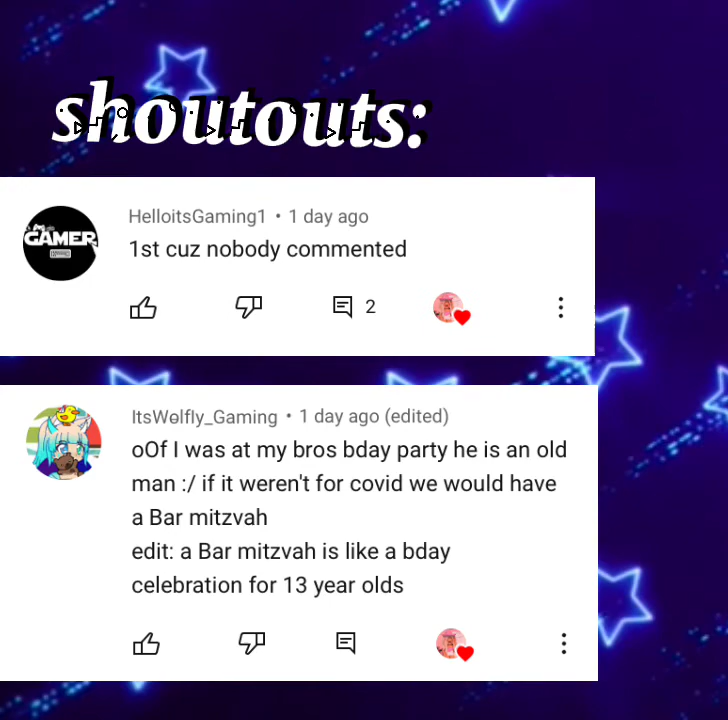 shoutouts:
GAMER
HelloitsGaming1 • 1 day ago
1st cuz nobody commented
2
ItsWolfly_Gaming • 1 day ago (edited)
oOf I was at my bros bday party he is an old
man :/ if it weren't for covid we would have
a Bar mitzvah
edit: a Bar mitzvah is like a bday
celebration for 13 year olds